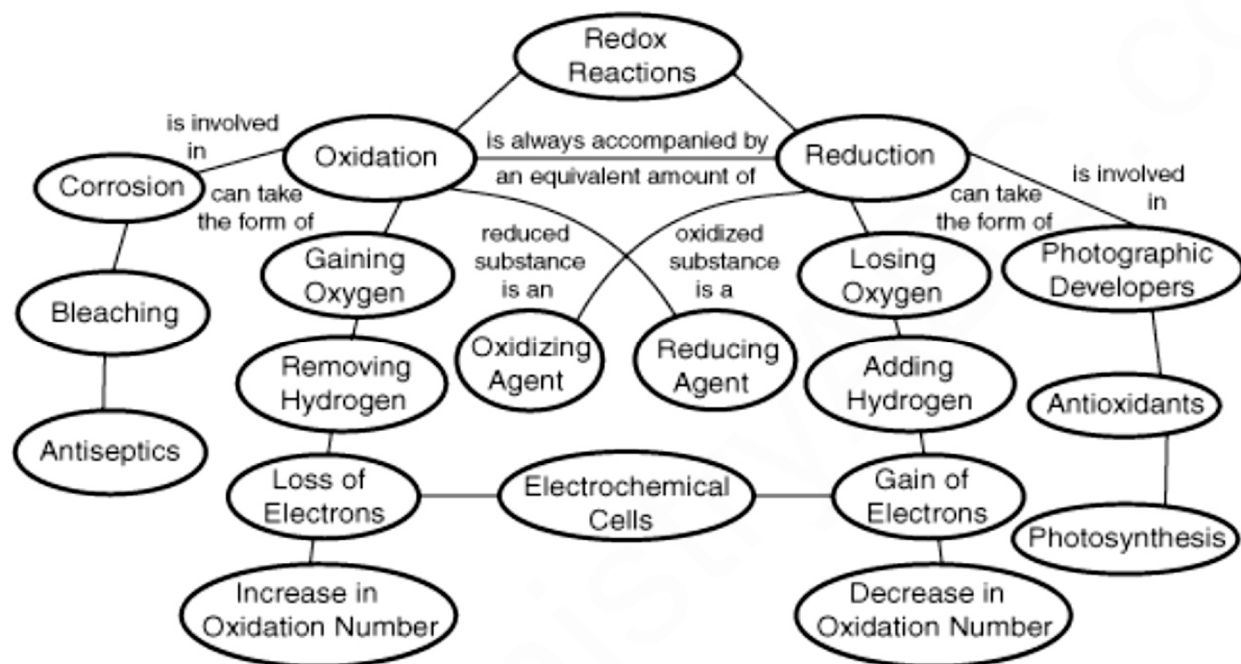 Redox
Reactions
is involved
in
Oxidation
is always accompanied by
an equivalent amount of
Reduction
is involved
in
Corrosion
can take
the form of
can take
the form of
reduced
substance
is an
oxidized
substance
is a
Gaining
Oxygen
Losing
Oxygen
Photographic
Developers
Bleaching
Oxidizing
Agent
Reducing
Agent
Removing
Hydrogen
Adding
Hydrogen
Antioxidants
Antiseptics
Loss of
Electrons
Electrochemical
Cells
Gain of
Electrons
Photosynthesis
Increase in
Oxidation Number
Decrease in
Oxidation Number